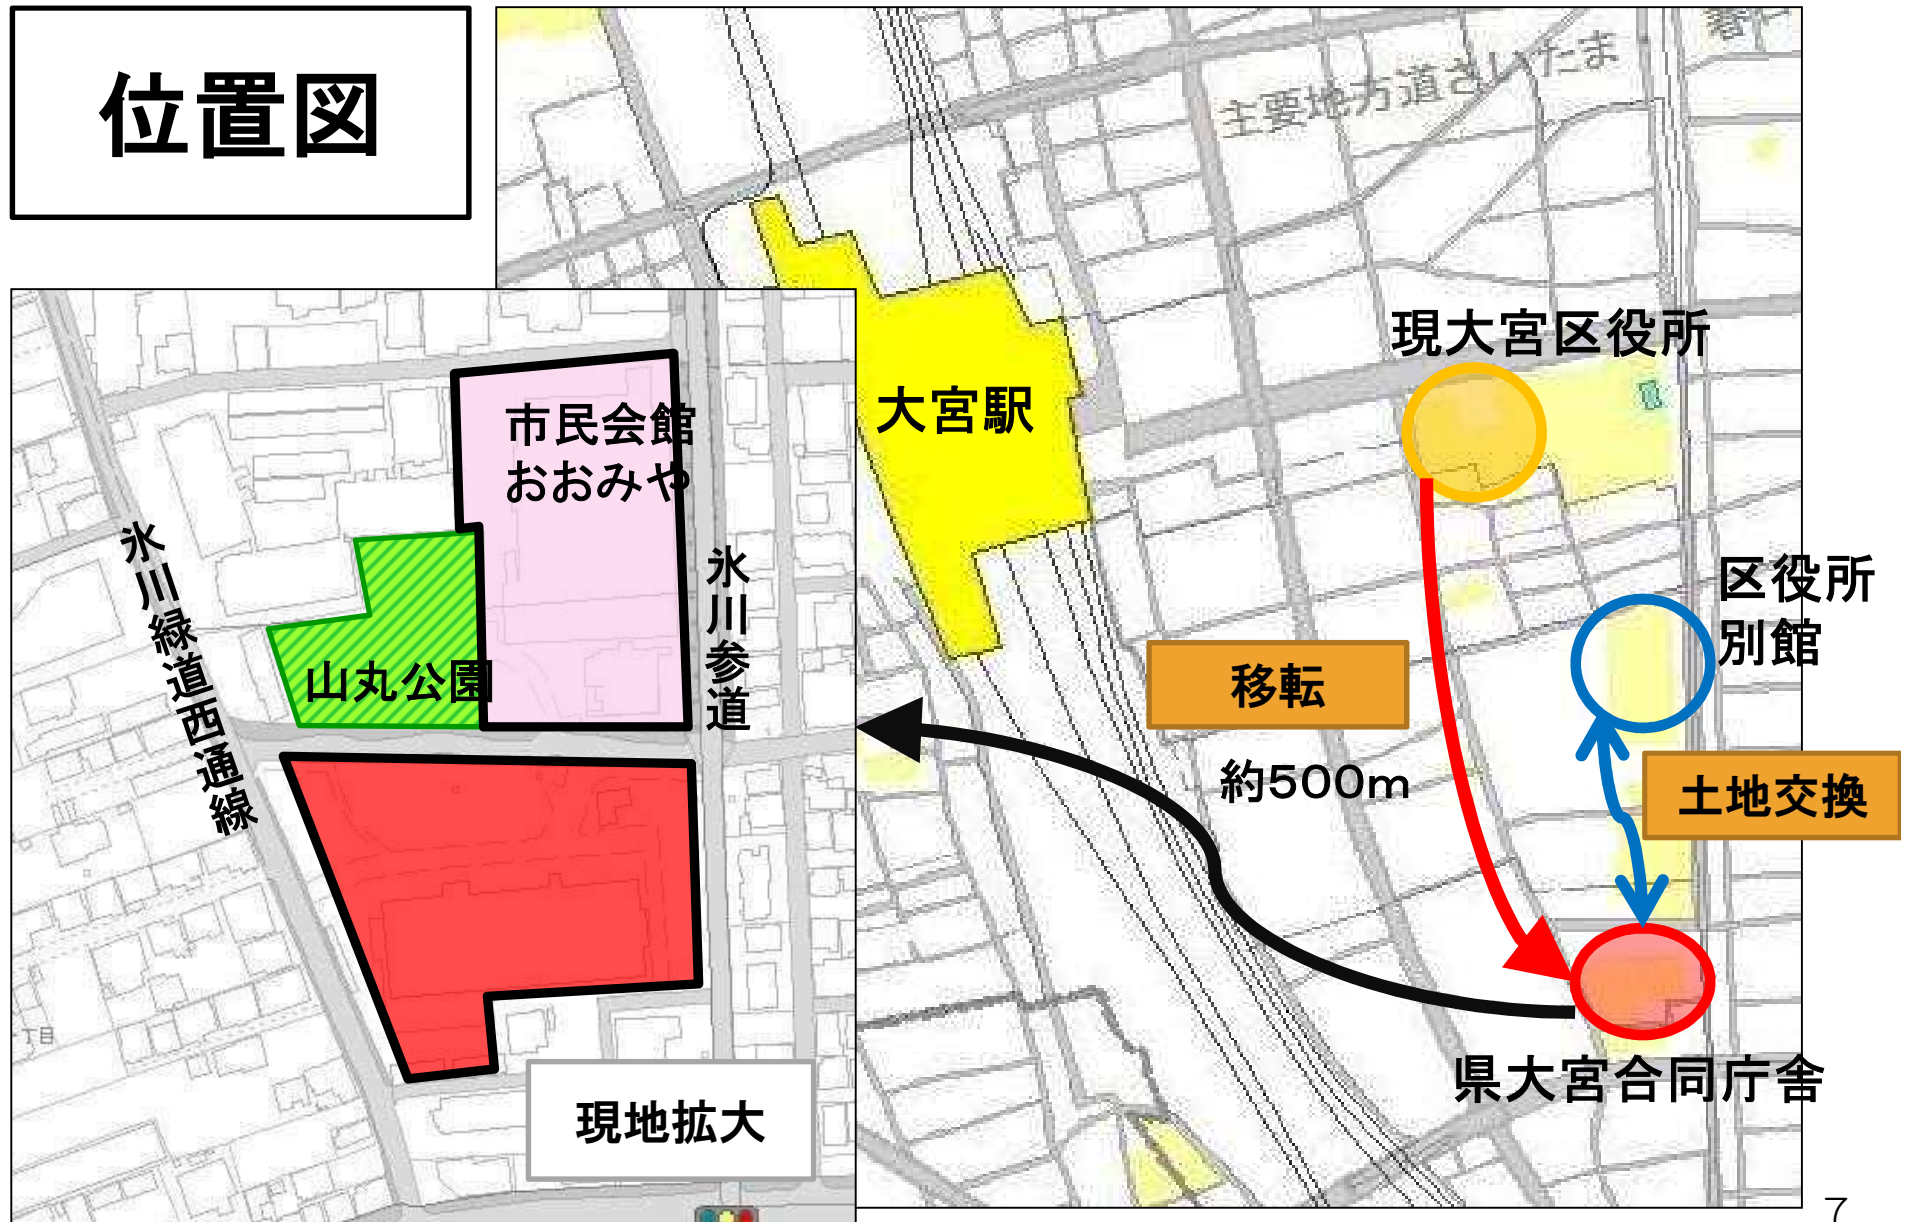 位置図
主要地方道さいたま
現大宮区役所
大宮駅
市民会館
おおみや
氷川緑道西通線
氷川参道
区役所
別館
山丸公園
移転
約500m
土地交換
県大宮合同庁舎
丁目
現地拡大
7